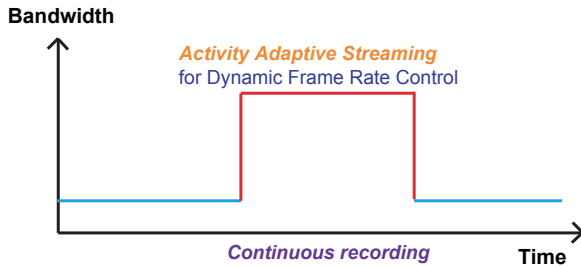 Bandwidth
Activity Adaptive Streaming
for Dynamic Frame Rate Control
Continuous recording
Time